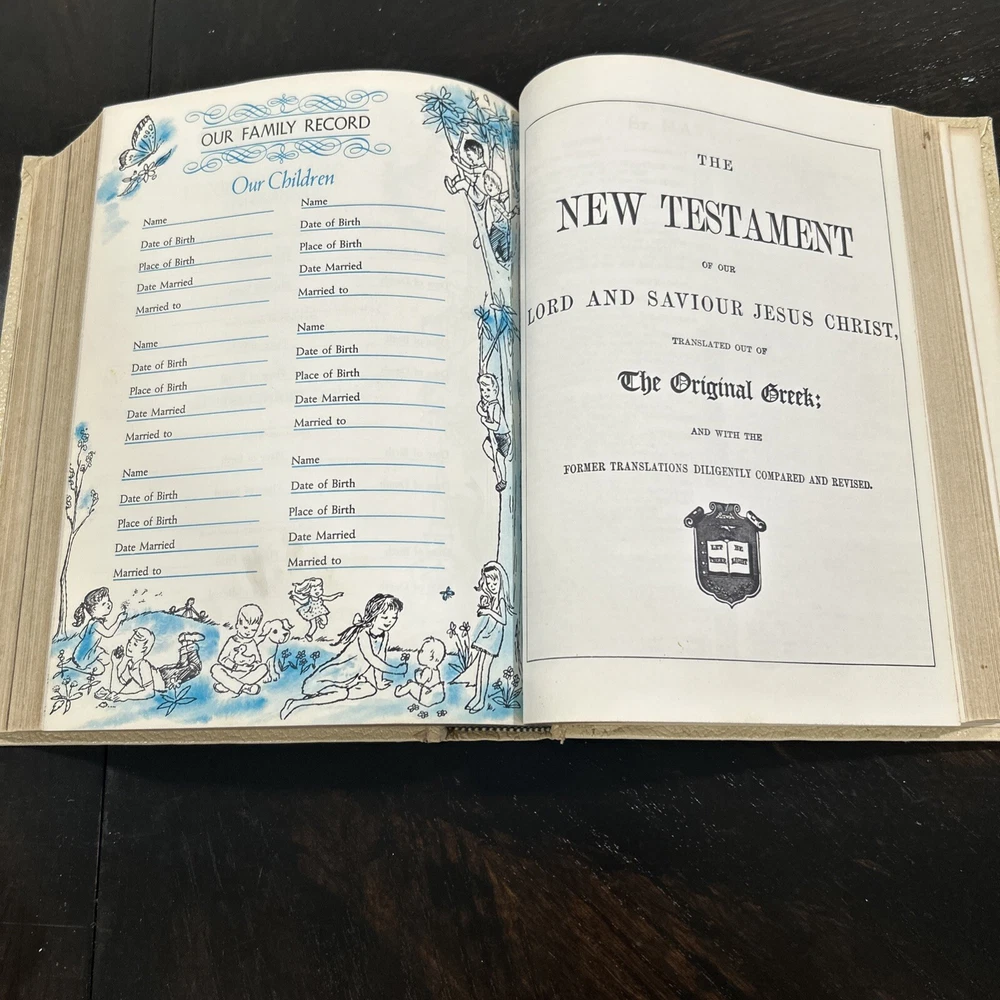 OUR FAMILY RECORD
Our Children
Name
Date of Birth
Place of Birth
Date Married
Married to
Name
Date of Birth
Place of Birth
Date Married
Married to
Name
Date of Birth
Place of Birth
Date Married
Married to
Name
Date of Birth
Place of Birth
Date Married
Married to
Name
Date of Birth
Place of Birth
Date Married
Married to
Name
Date of Birth
Place of Birth
Date Married
Married to
THE
NEW TESTAMENT
OF OUR
LORD AND SAVIOUR JESUS CHRIST,
TRANSLATED OUT OF
The Original Greek;
AND WITH THE
FORMER TRANSLATIONS DILIGENTLY COMPARED AND REVISED.
LET BE
THERE LIGHT